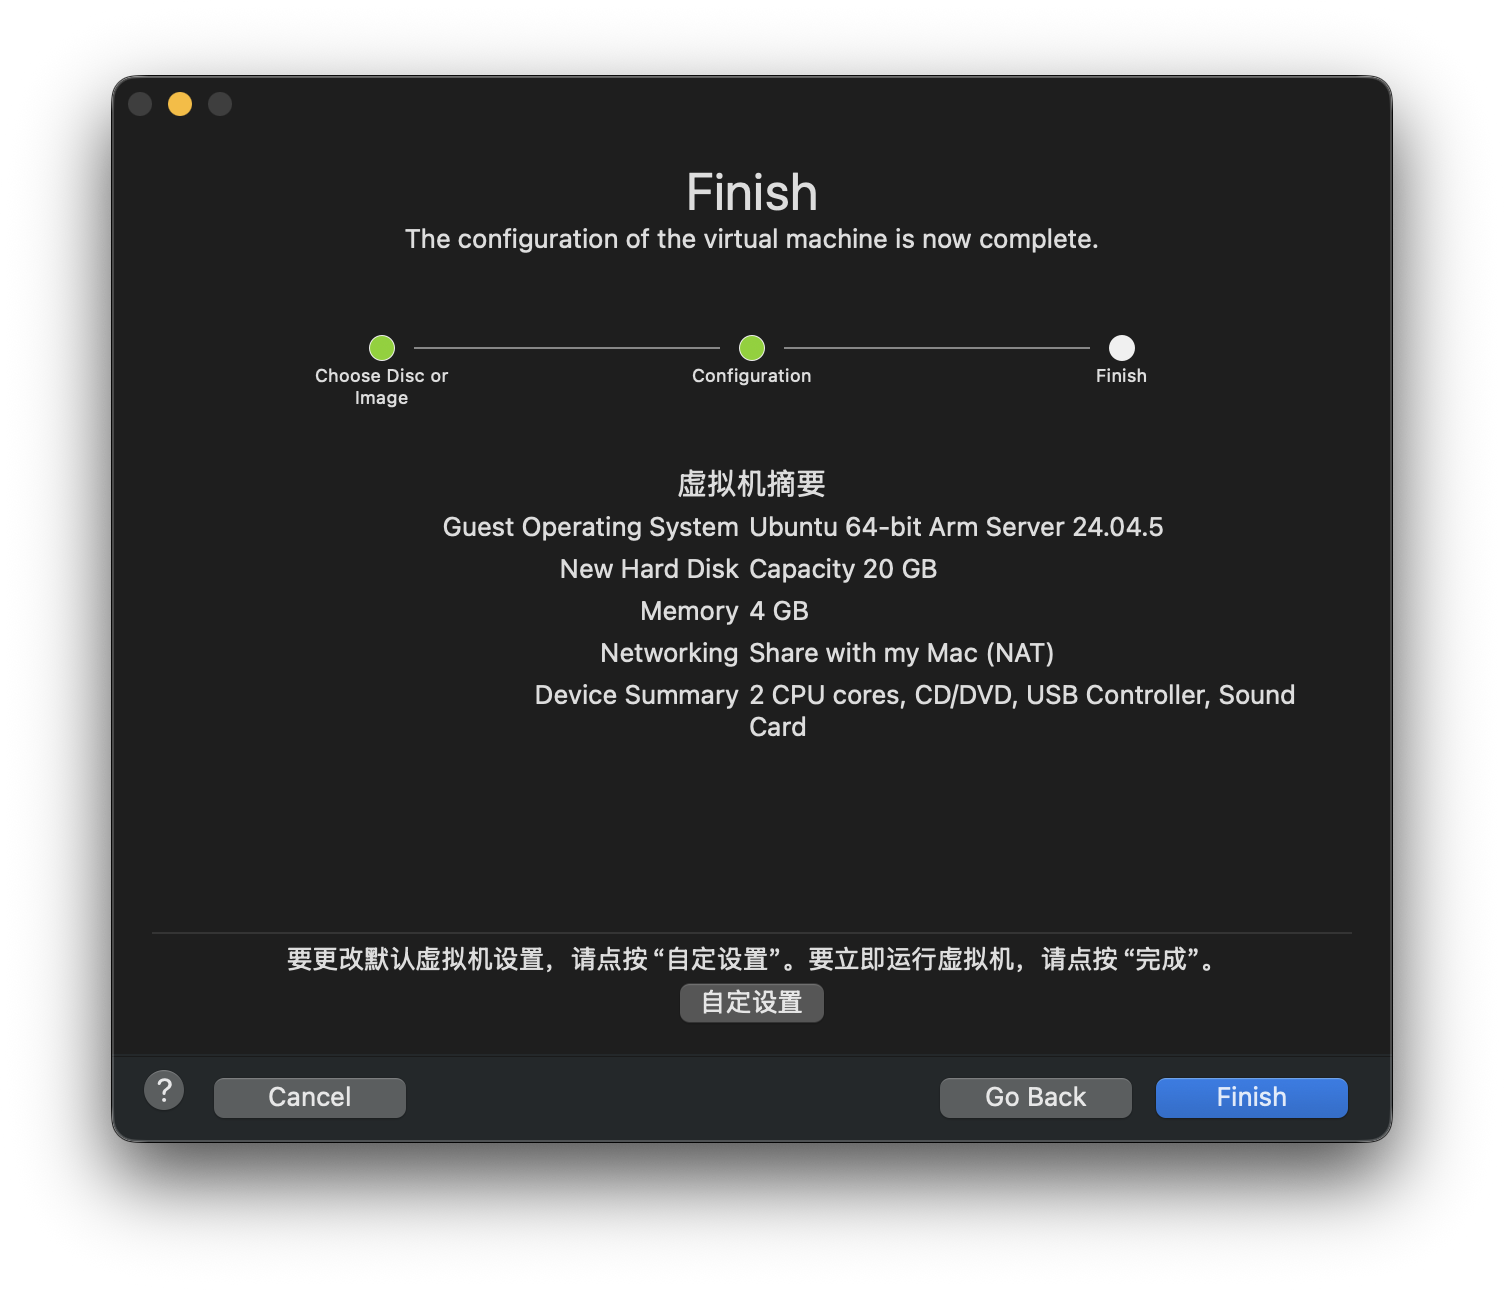 Finish
The configuration of the virtual machine is now complete.
Choose Disc or
Image
Configuration
Finish
虚拟机摘要
Guest Operating System Ubuntu 64-bit Arm Server 24.04.5
New Hard Disk Capacity 20 GB
Memory 4 GB
Networking Share with my Mac (NAT)
Device Summary 2 CPU cores, CD/DVD, USB Controller, Sound
Card
要更改默认虚拟机设置，请点按“自定设置”。要立即运行虚拟机，请点按“完成”。
自定设置
?
Cancel
Go Back
Finish